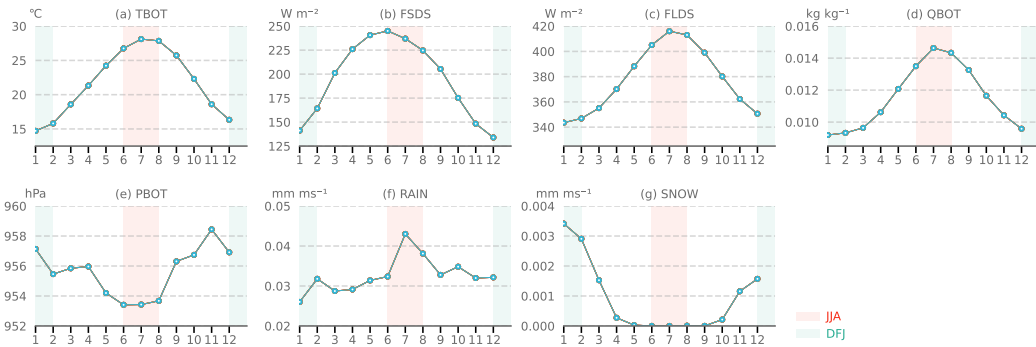 ℃ (a) TBOT
30
25
20
15
1 2 3 4 5 6 7 8 9 10 11 12
W m⁻² (b) FSDS
250
225
200
175
150
125
1 2 3 4 5 6 7 8 9 10 11 12
W m⁻² (c) FLDS
420
400
380
360
340
1 2 3 4 5 6 7 8 9 10 11 12
kg kg⁻¹ (d) QBOT
0.016
0.014
0.012
0.010
1 2 3 4 5 6 7 8 9 10 11 12
hPa (e) PBOT
960
958
956
954
952
1 2 3 4 5 6 7 8 9 10 11 12
mm ms⁻¹ (f) RAIN
0.05
0.04
0.03
0.02
1 2 3 4 5 6 7 8 9 10 11 12
mm ms⁻¹ (g) SNOW
0.004
0.003
0.002
0.001
0.000
1 2 3 4 5 6 7 8 9 10 11 12
JJA
DFJ